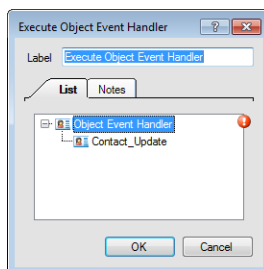 Execute Object Event Handler
Label Execute Object Event Handler
List Notes
Object Event Handler
Contact_Update
OK Cancel